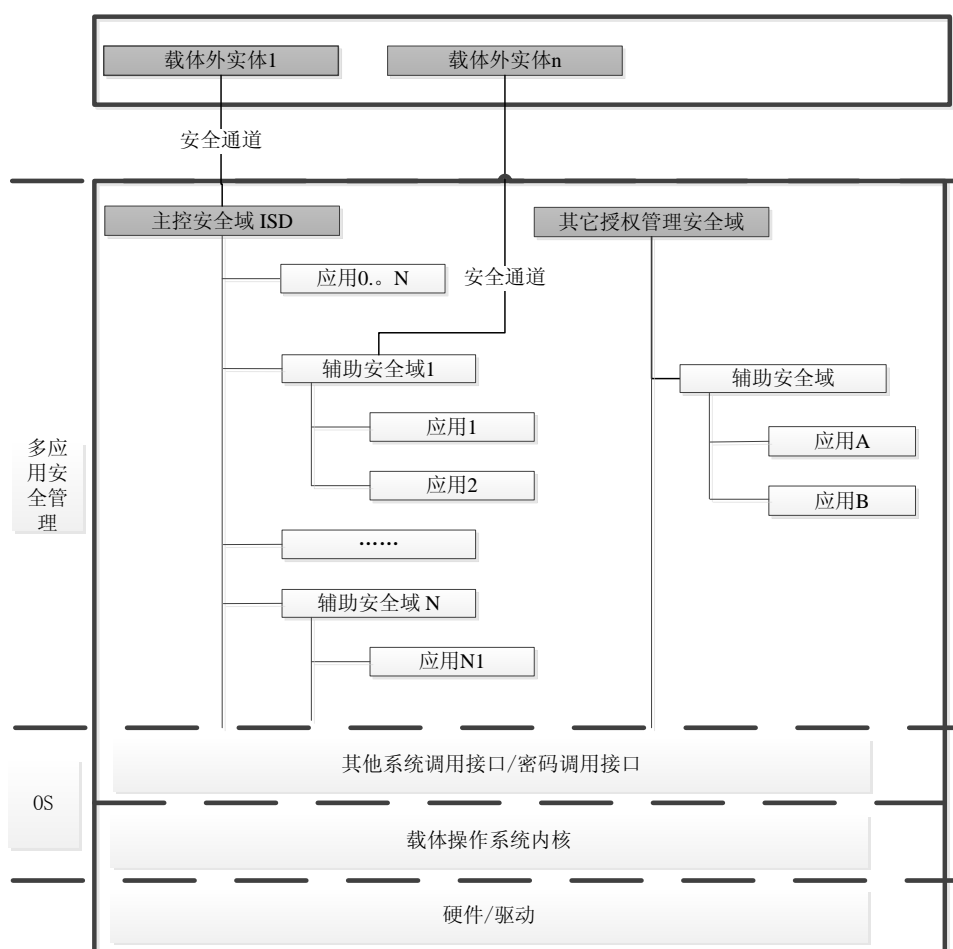 载体外实体1
载体外实体n
安全通道
主控安全域 ISD
其它授权管理安全域
应用0.。N
安全通道
辅助安全域1
辅助安全域
应用1
应用A
多应
用安
全管
理
应用2
应用B
……
辅助安全域 N
应用N1
其他系统调用接口/密码调用接口
OS
载体操作系统内核
硬件/驱动